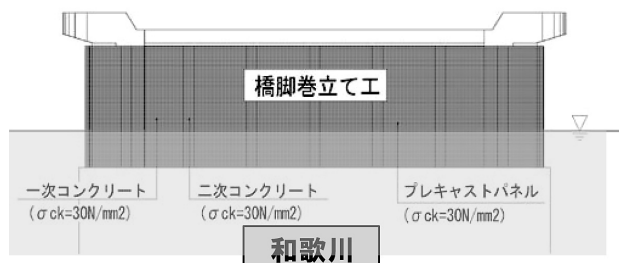 橋脚巻立て工
一次コンクリート
(σck=30N/mm2)
二次コンクリート
(σck=30N/mm2)
プレキャストパネル
(σck=30N/mm2)
和歌川